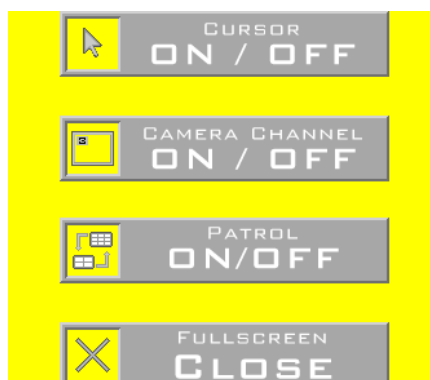 CURSOR
ON / OFF
CAMERA CHANNEL
ON / OFF
PATROL
ON/OFF
FULLSCREEN
CLOSE